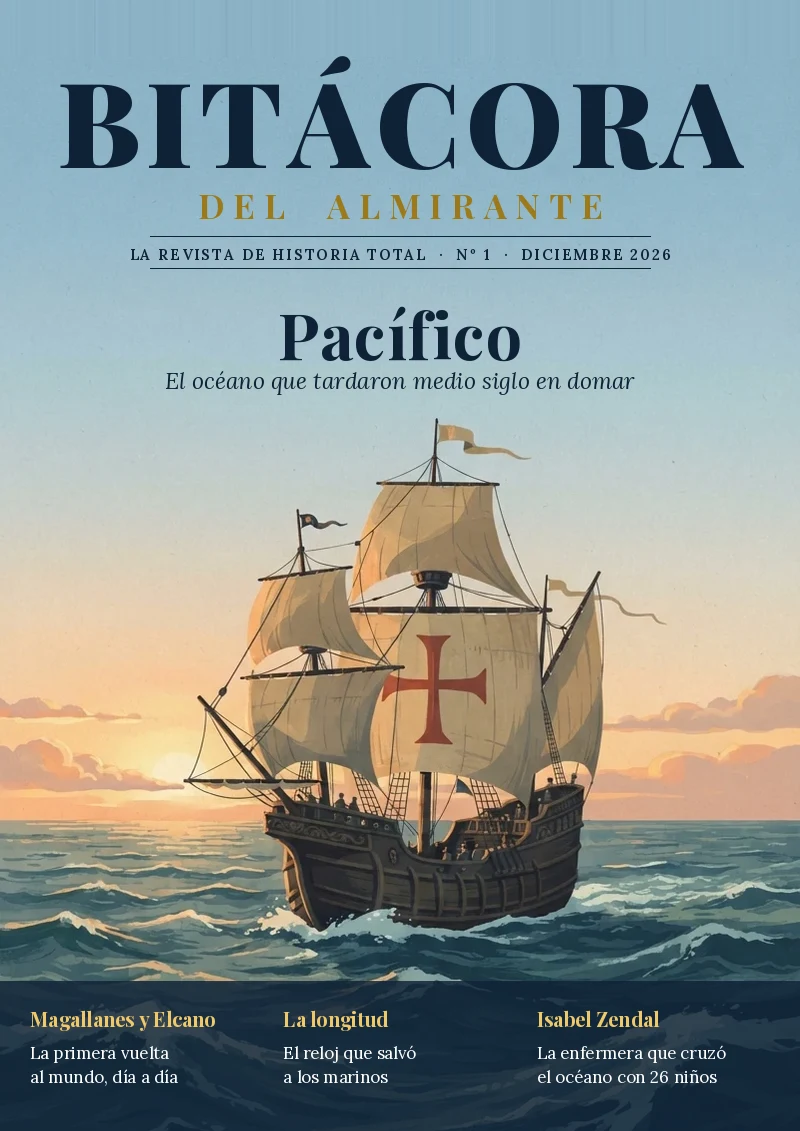 BITÁCORA
DEL ALMIRANTE
LA REVISTA DE HISTORIA TOTAL · Nº 1 · DICIEMBRE 2026
Pacífico
El océano que tardaron medio siglo en domar
Magallanes y Elcano
La primera vuelta
al mundo, día a día
La longitud
El reloj que salvó
a los marinos
Isabel Zendal
La enfermera que cruzó
el océano con 26 niños